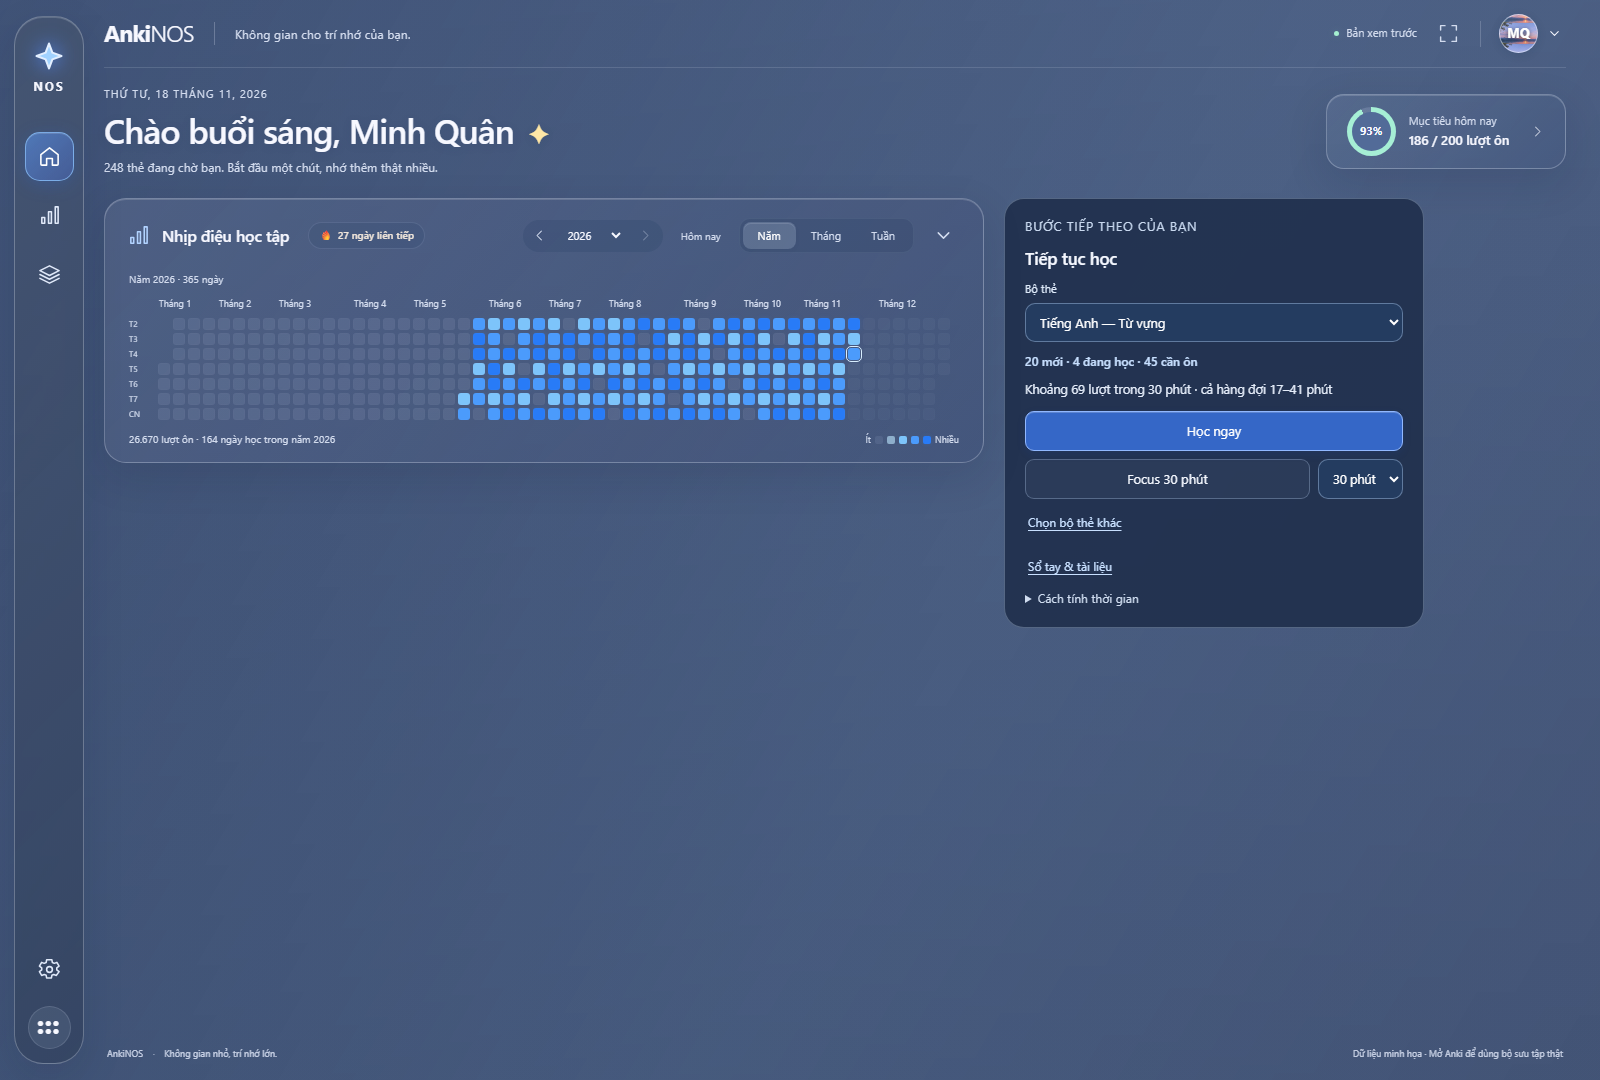 NOS
AnkiNOS
Không gian cho trí nhớ của bạn.
Bản xem trước
MQ
THỨ TƯ, 18 THÁNG 11, 2026
Chào buổi sáng, Minh Quân
248 thẻ đang chờ bạn. Bắt đầu một chút, nhớ thêm thật nhiều.
93%
Mục tiêu hôm nay
186 / 200 lượt ôn
Nhịp điệu học tập
27 ngày liên tiếp
2026
Hôm nay
Năm
Tháng
Tuần
Năm 2026 · 365 ngày
Tháng 1 Tháng 2 Tháng 3 Tháng 4 Tháng 5 Tháng 6 Tháng 7 Tháng 8 Tháng 9 Tháng 10 Tháng 11 Tháng 12
T2
T3
T4
T5
T6
T7
CN
26.670 lượt ôn · 164 ngày học trong năm 2026
Ít
Nhiều
BƯỚC TIẾP THEO CỦA BẠN
Tiếp tục học
Bộ thẻ
Tiếng Anh — Từ vựng
20 mới · 4 đang học · 45 cần ôn
Khoảng 69 lượt trong 30 phút · cả hàng đợi 17–41 phút
Học ngay
Focus 30 phút
30 phút
Chọn bộ thẻ khác
Sổ tay & tài liệu
Cách tính thời gian
AnkiNOS · Không gian nhỏ, trí nhớ lớn.
Dữ liệu minh họa · Mở Anki để dùng bộ sưu tập thật